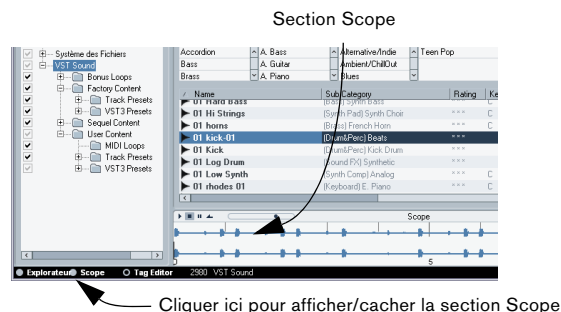 Section Scope
Système des Fichiers
VST Sound
Bonus Loops
Factory Content
Track Presets
VST3 Presets
Sequel Content
User Content
MIDI Loops
Track Presets
VST3 Presets
Accordion A. Bass Alternative/Indie Teen Pop
Bass A. Guitar Ambient/ChillOut
Brass A. Piano Blues
Name Sub Category Rating Ke
01 Hard Bass (Bass) Synth Bass C
01 Hi Strings (Synth Pad) Synth Choir *** C
01 horns (Brass) French Horn *** C
01 kick-01 (Drum&Perc) Beats ***
01 Kick (Drum&Perc) Kick Drum ***
01 Log Drum (Sound FX) Synthetic ***
01 Low Synth (Synth Comp) Analog *** C
01 rhodes 01 (Keyboard) E. Piano *** C
Scope
5
Explorateur Scope Tag Editor 2980 VST Sound
Cliquer ici pour afficher/cacher la section Scope